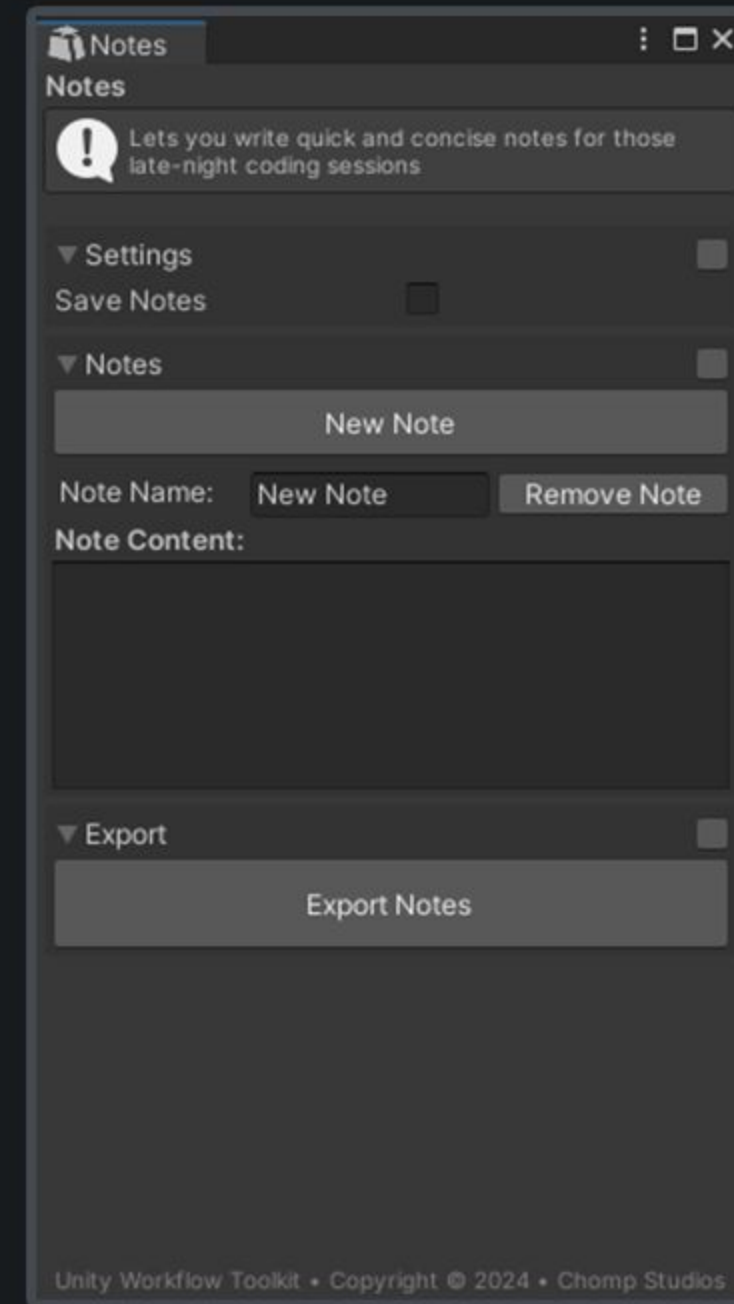 Notes
Notes
Lets you write quick and concise notes for those
late-night coding sessions
Settings
Save Notes
Notes
New Note
Note Name: New Note Remove Note
Note Content:
Export
Export Notes
Unity Workflow Toolkit • Copyright © 2024 • Chomp Studios